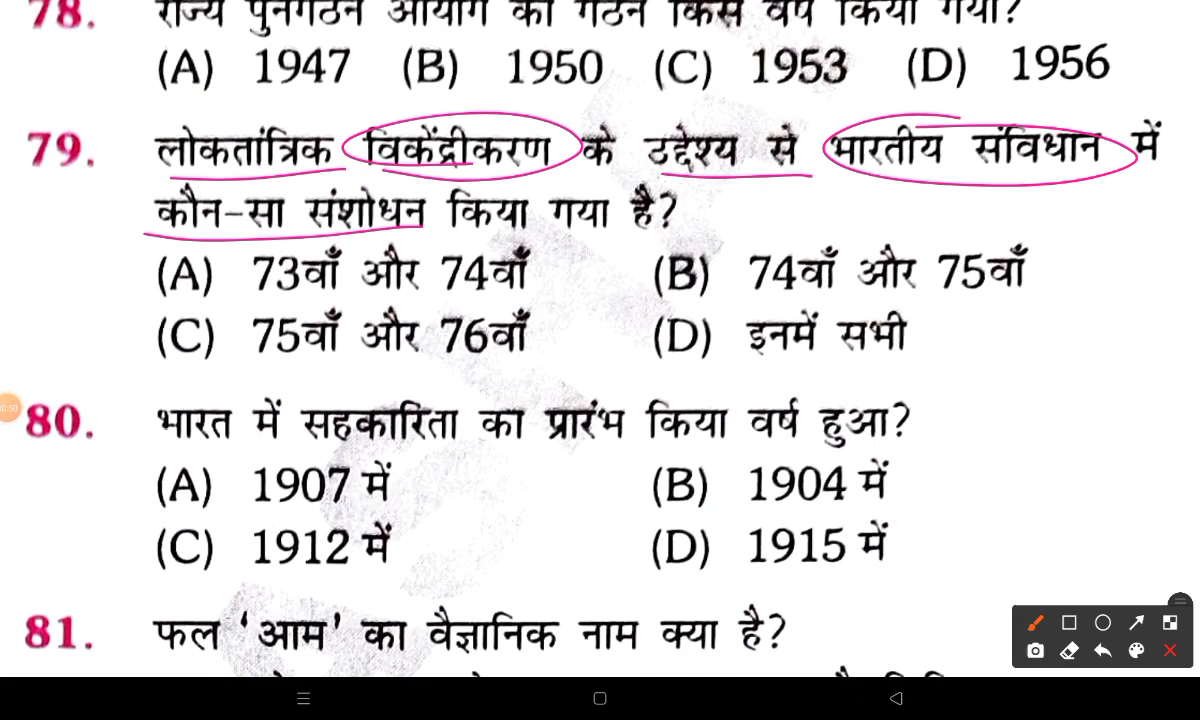 78. राज्य पुनर्गठन आयोग का गठन किस वर्ष किया गया?
(A) 1947 (B) 1950 (C) 1953 (D) 1956
79. लोकतांत्रिक विकेंद्रीकरण के उद्देश्य से भारतीय संविधान में
कौन-सा संशोधन किया गया है?
(A) 73वाँ और 74वाँ (B) 74वाँ और 75वाँ
(C) 75वाँ और 76वाँ (D) इनमें सभी
80. भारत में सहकारिता का प्रारंभ किया वर्ष हुआ?
(A) 1907 में (B) 1904 में
(C) 1912 में (D) 1915 में
81. फल 'आम' का वैज्ञानिक नाम क्या है?